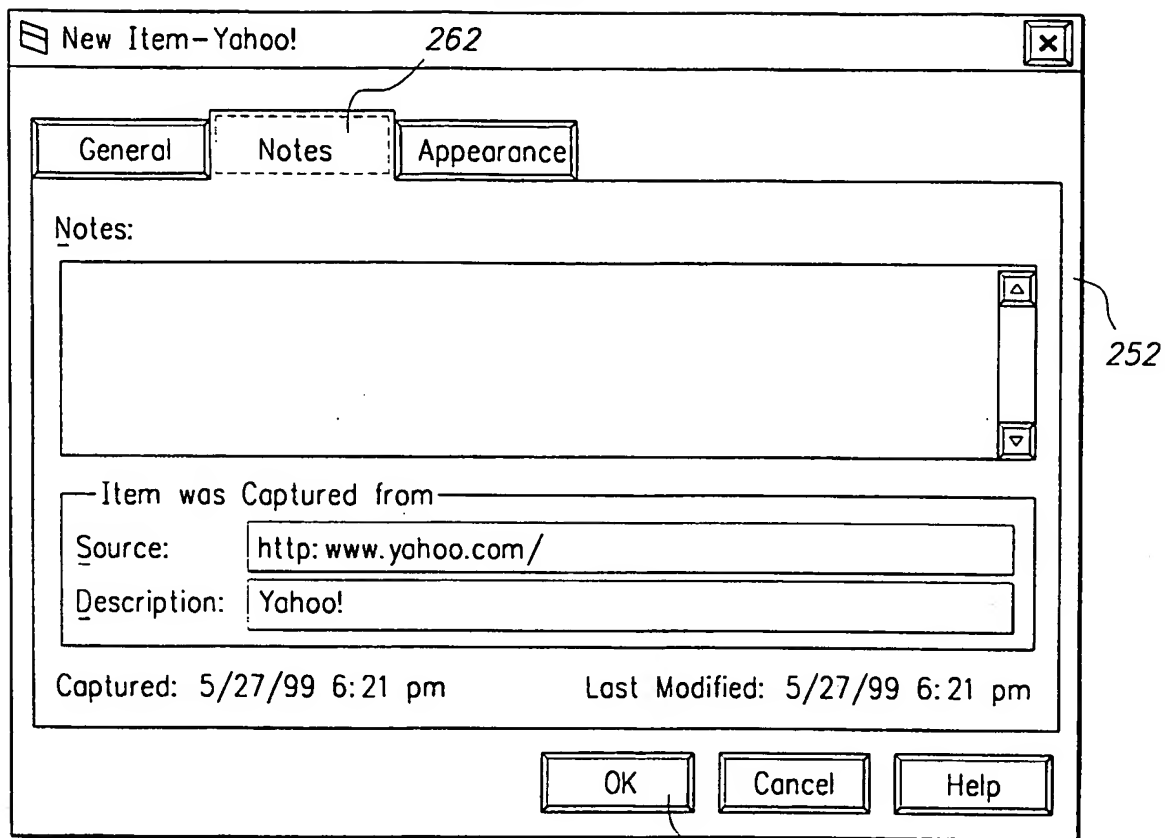 New Item-Yahoo! 262
General Notes Appearance
Notes:
252
Item was Captured from
Source: http: www.yahoo.com/
Description: Yahoo!
Captured: 5/27/99 6:21 pm Last Modified: 5/27/99 6:21 pm
OK Cancel Help